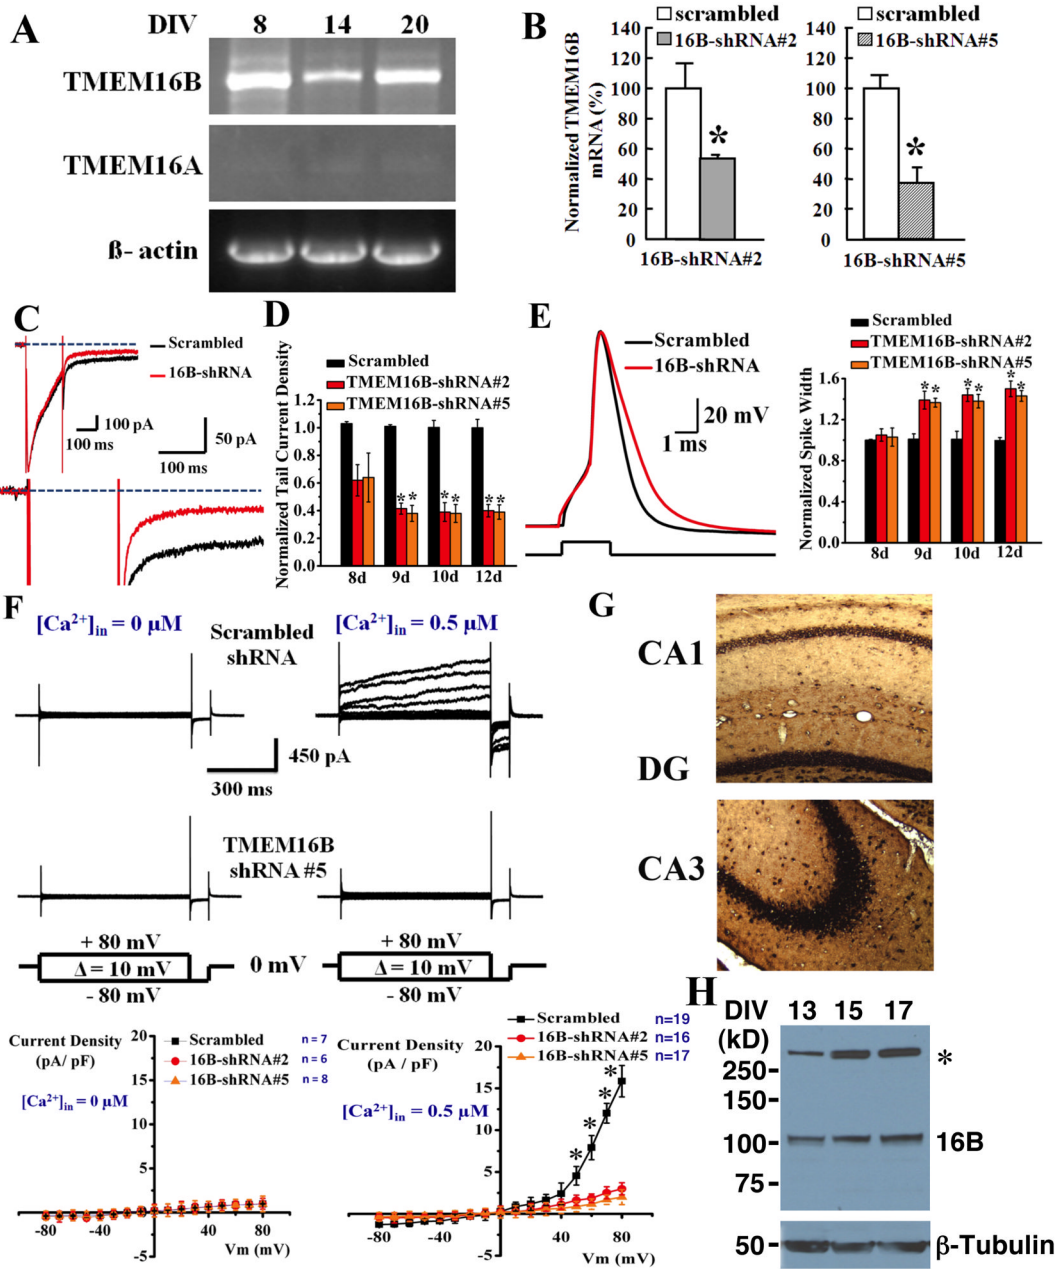 A
DIV 8 14 20
TMEM16B
TMEM16A
ß- actin
B
Normalized TMEM16B
mRNA (%)
scrambled
16B-shRNA#2
140
120
100
80
60
40
20
0
*
16B-shRNA#2
scrambled
16B-shRNA#5
140
120
100
80
60
40
20
0
*
16B-shRNA#5
C
Scrambled
16B-shRNA
100 pA
100 ms
50 pA
100 ms
D
Normalized Tail Current Density
Scrambled
TMEM16B-shRNA#2
TMEM16B-shRNA#5
1.2
1.0
0.8
0.6
0.4
0.2
0.0
* * * * * *
8d 9d 10d 12d
E
Scrambled
16B-shRNA
20 mV
1 ms
Normalized Spike Width
Scrambled
TMEM16B-shRNA#2
TMEM16B-shRNA#5
1.6
1.2
0.8
0.4
0.0
* * * * * *
8d 9d 10d 12d
F
[Ca²⁺]in = 0 µM
Scrambled
shRNA
[Ca²⁺]in = 0.5 µM
450 pA
300 ms
TMEM16B
shRNA #5
+ 80 mV
Δ = 10 mV
- 80 mV
0 mV
+ 80 mV
Δ = 10 mV
- 80 mV
Current Density
(pA/ pF)
[Ca²⁺]in = 0 µM
Scrambled n = 7
16B-shRNA#2 n = 6
16B-shRNA#5 n = 8
20
15
10
5
-5
-80 -40 40 80
Vm (mV)
Current Density
(pA / pF)
[Ca²⁺]in = 0.5 µM
Scrambled n=19
16B-shRNA#2 n=16
16B-shRNA#5 n=17
20
15
10
5
-5
* * * *
-80 -40 40 80
Vm (mV)
G
CA1
DG
CA3
H
DIV 13 15 17
(kD)
250
150
100
75
50
*
16B
β-Tubulin